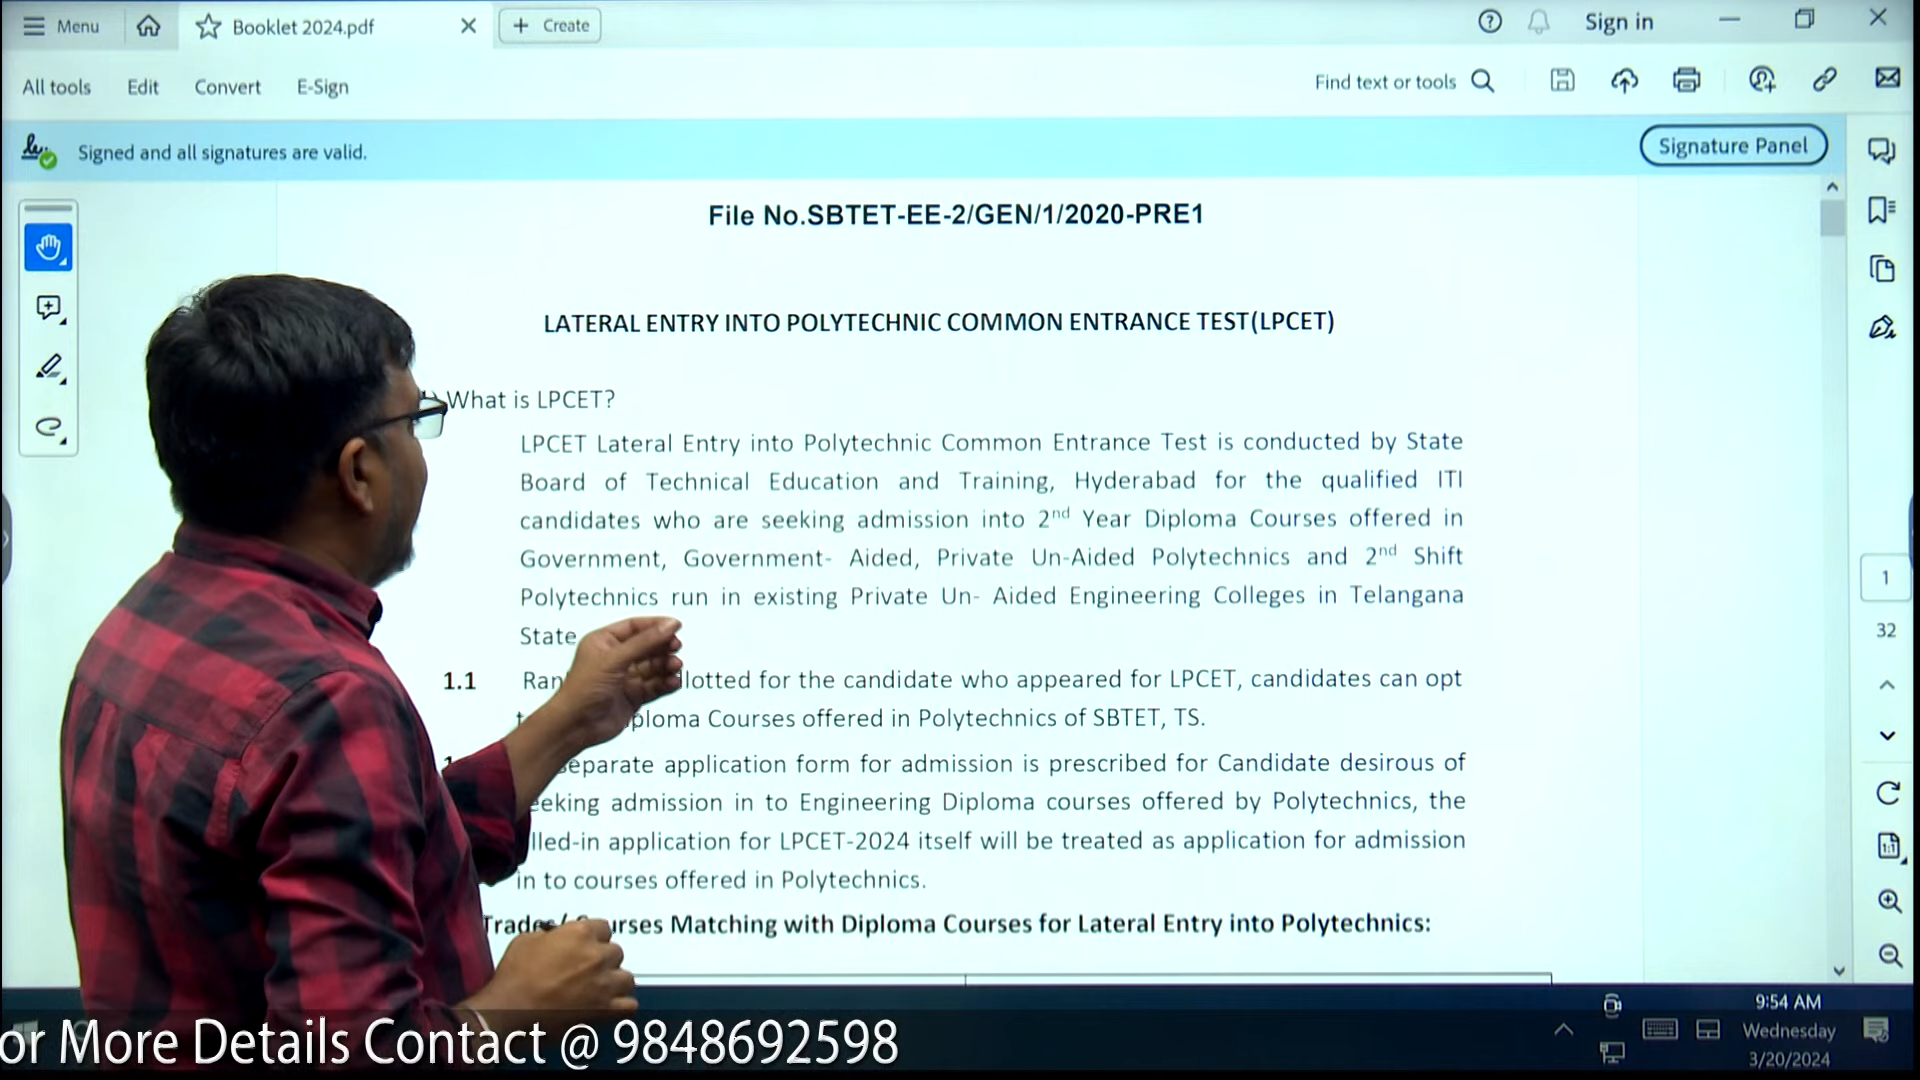 Menu
Booklet 2024.pdf
Create
Sign in
All tools
Edit
Convert
E-Sign
Find text or tools
Signed and all signatures are valid.
Signature Panel
File No.SBTET-EE-2/GEN/1/2020-PRE1
LATERAL ENTRY INTO POLYTECHNIC COMMON ENTRANCE TEST(LPCET)
What is LPCET?
LPCET Lateral Entry into Polytechnic Common Entrance Test is conducted by State
Board of Technical Education and Training, Hyderabad for the qualified ITI
candidates who are seeking admission into 2nd Year Diploma Courses offered in
Government, Government- Aided, Private Un-Aided Polytechnics and 2nd Shift
Polytechnics run in existing Private Un- Aided Engineering Colleges in Telangana
State
1.1 lotted for the candidate who appeared for LPCET, candidates can opt
ploma Courses offered in Polytechnics of SBTET, TS.
separate application form for admission is prescribed for Candidate desirous of
eeking admission in to Engineering Diploma courses offered by Polytechnics, the
lled-in application for LPCET-2024 itself will be treated as application for admission
in to courses offered in Polytechnics.
Trades/ urses Matching with Diploma Courses for Lateral Entry into Polytechnics:
1
32
9:54 AM
Wednesday
3/20/2024
or More Details Contact @ 9848692598